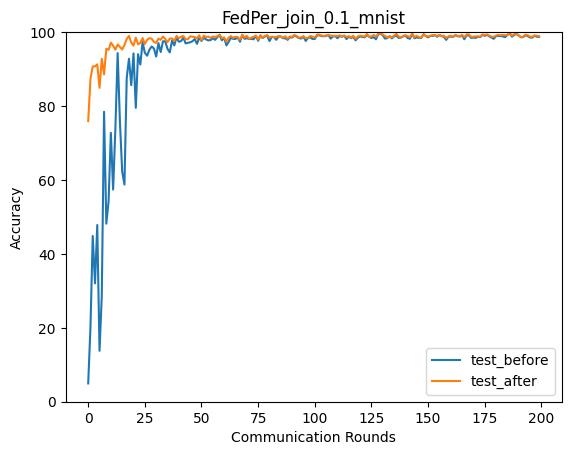 FedPer_join_0.1_mnist
100
80
60
40
20
0
Accuracy
0 25 50 75 100 125 150 175 200
Communication Rounds
test_before
test_after